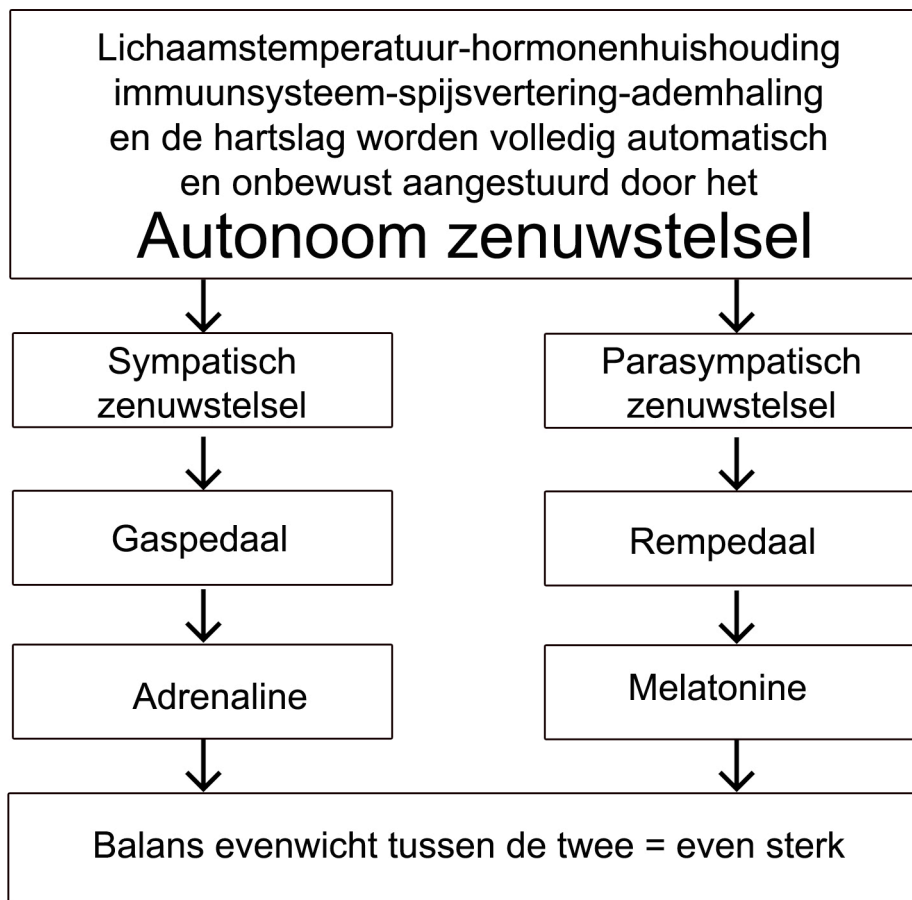 Lichaamstemperatuur-hormonenhuishouding
immuunsysteem-spijsvertering-ademhaling
en de hartslag worden volledig automatisch
en onbewust aangestuurd door het
Autonoom zenuwstelsel
Sympatisch
zenuwstelsel
Parasympatisch
zenuwstelsel
Gaspedaal
Rempedaal
Adrenaline
Melatonine
Balans evenwicht tussen de twee = even sterk